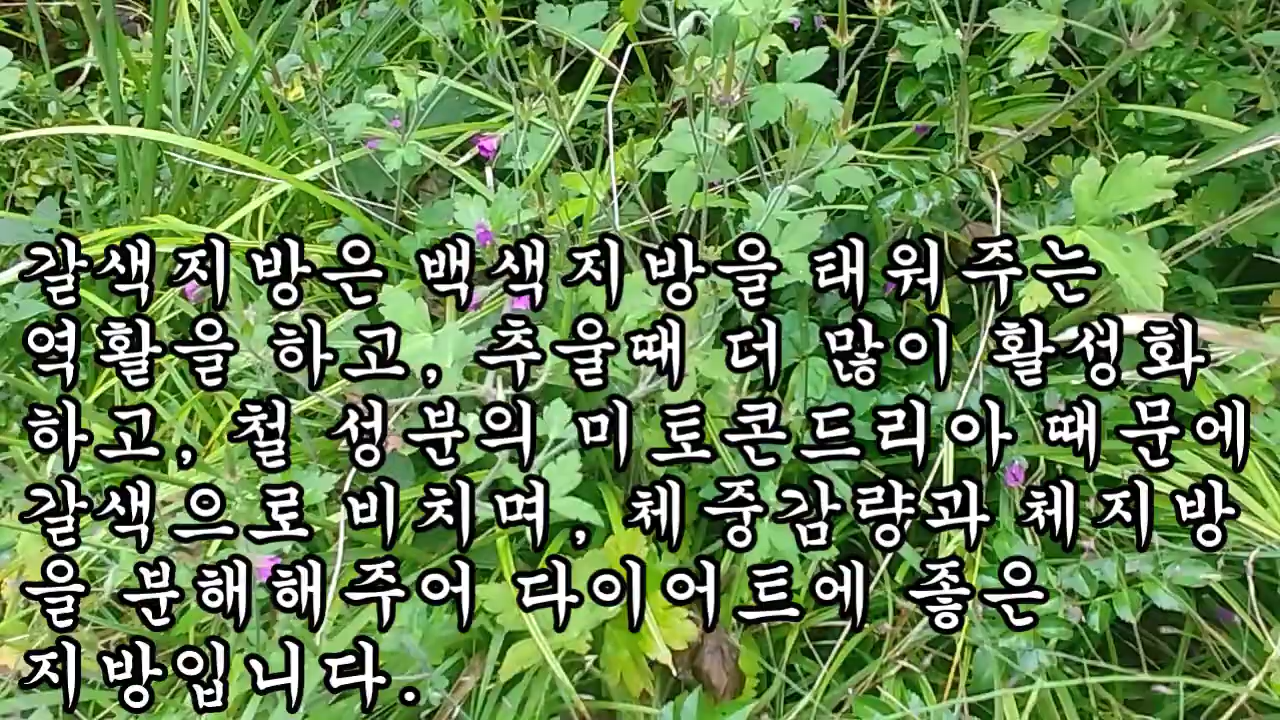 갈색지방은 백색지방을 태워주는
역활을 하고, 추울때 더 많이 활성화
하고, 철 성분의 미토콘드리아 때문에
갈색으로 비치며, 체중감량과 체지방
을 분해해주어 다이어트에 좋은
지방입니다.